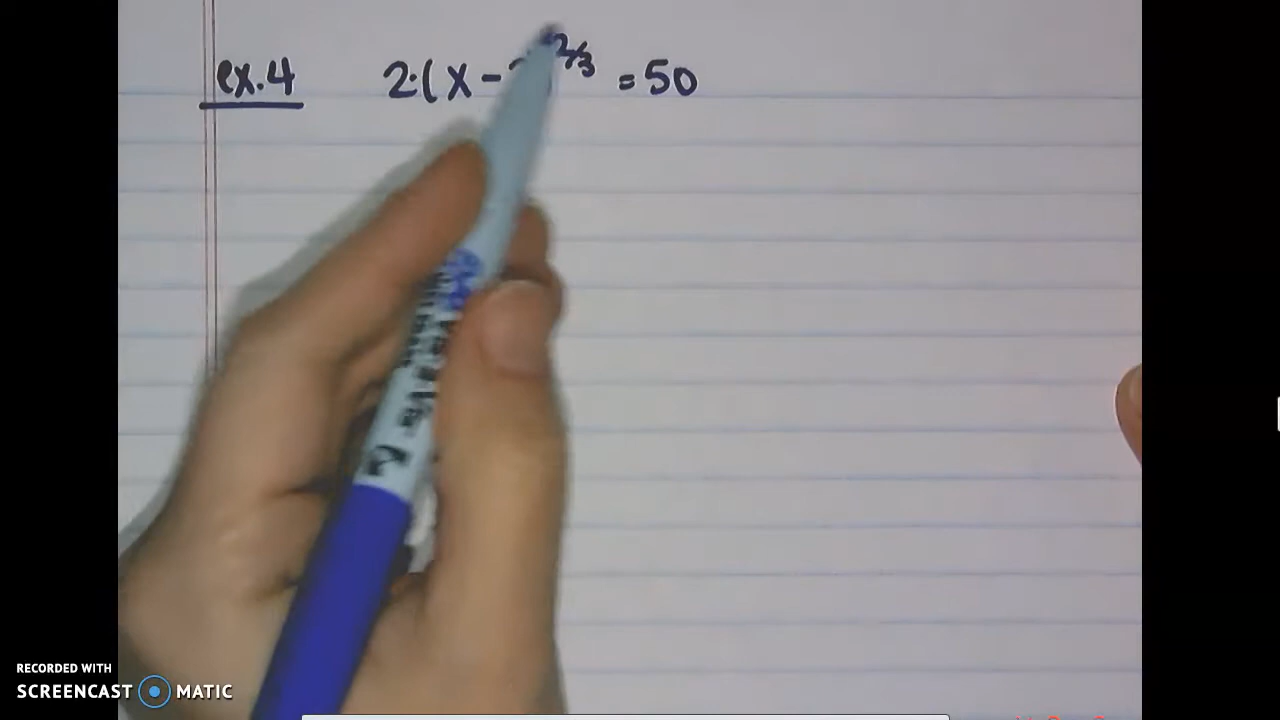 ex.4 2·(x - )^2/3 = 50
RECORDED WITH
SCREENCAST MATIC